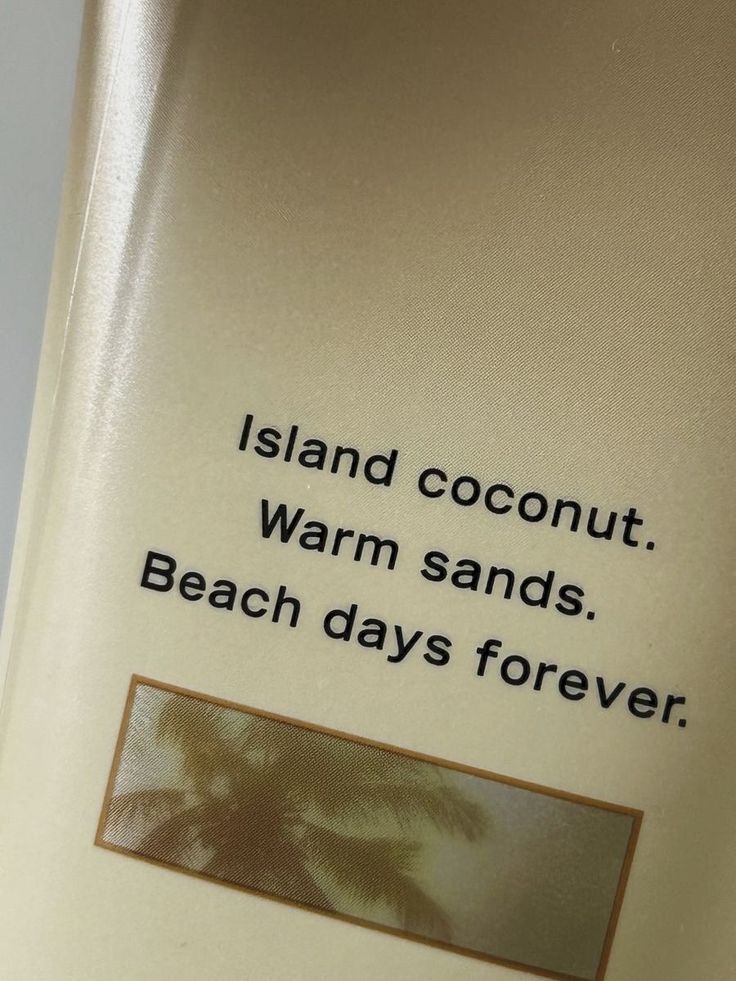 Island coconut.
Warm sands.
Beach days forever.